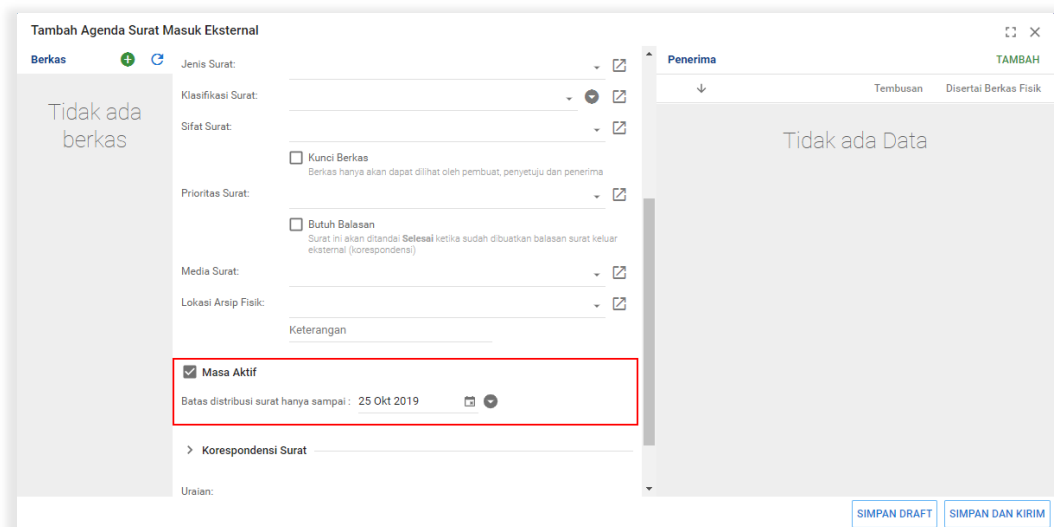 Tambah Agenda Surat Masuk Eksternal
Berkas
Tidak ada
berkas
Jenis Surat:
Klasifikasi Surat:
Sifat Surat:
Kunci Berkas
Berkas hanya akan dapat dilihat oleh pembuat, penyetuju dan penerima
Prioritas Surat:
Butuh Balasan
Surat ini akan ditandai Selesai ketika sudah dibuatkan balasan surat keluar
eksternal (korespondensi)
Media Surat:
Lokasi Arsip Fisik:
Keterangan
Masa Aktif
Batas distribusi surat hanya sampai : 25 Okt 2019
Korespondensi Surat
Uraian:
Penerima TAMBAH
Tembusan Disertai Berkas Fisik
Tidak ada Data
SIMPAN DRAFT SIMPAN DAN KIRIM